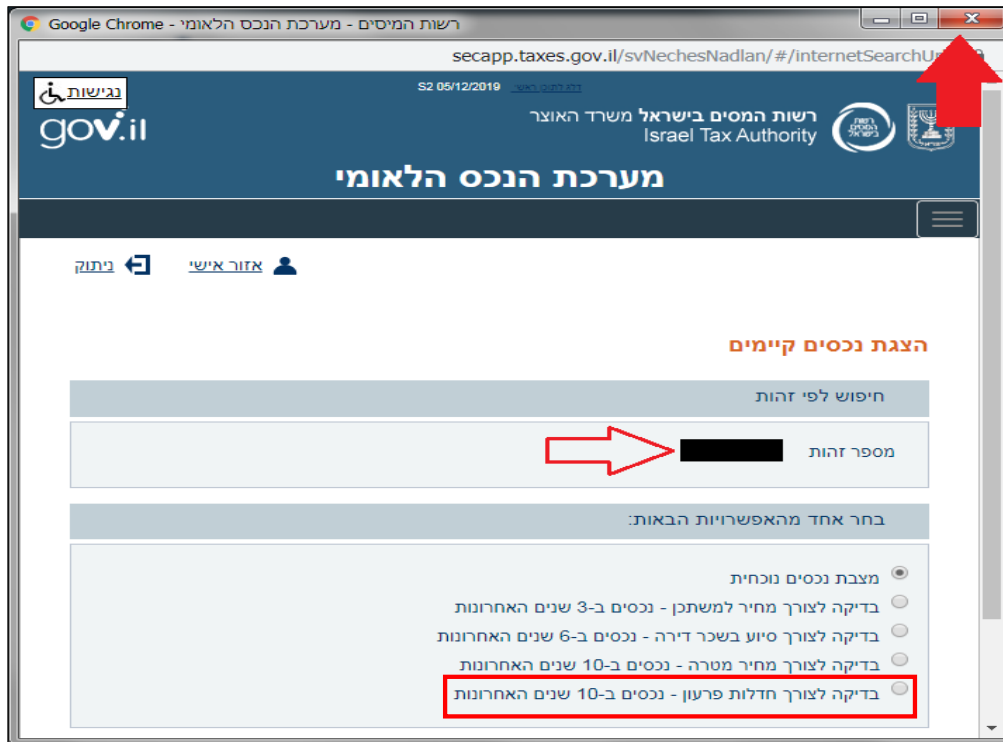 רשות המיסים - מערכת הנכס הלאומי - Google Chrome
secapp.taxes.gov.il/svNechesNadlan/#/internetSearchU
נגישות
S2 05/12/2019
gov.il
רשות המסים בישראל משרד האוצר
Israel Tax Authority
רשות המסים בישראל
מערכת הנכס הלאומי
אזור אישי
ניתוק
הצגת נכסים קיימים
חיפוש לפי זהות
מספר זהות
בחר אחד מהאפשרויות הבאות:
מצבת נכסים נוכחית
בדיקה לצורך מחיר למשתכן - נכסים ב-3 שנים האחרונות
בדיקה לצורך סיוע בשכר דירה - נכסים ב-6 שנים האחרונות
בדיקה לצורך מחיר מטרה - נכסים ב-10 שנים האחרונות
בדיקה לצורך חדלות פרעון - נכסים ב-10 שנים האחרונות